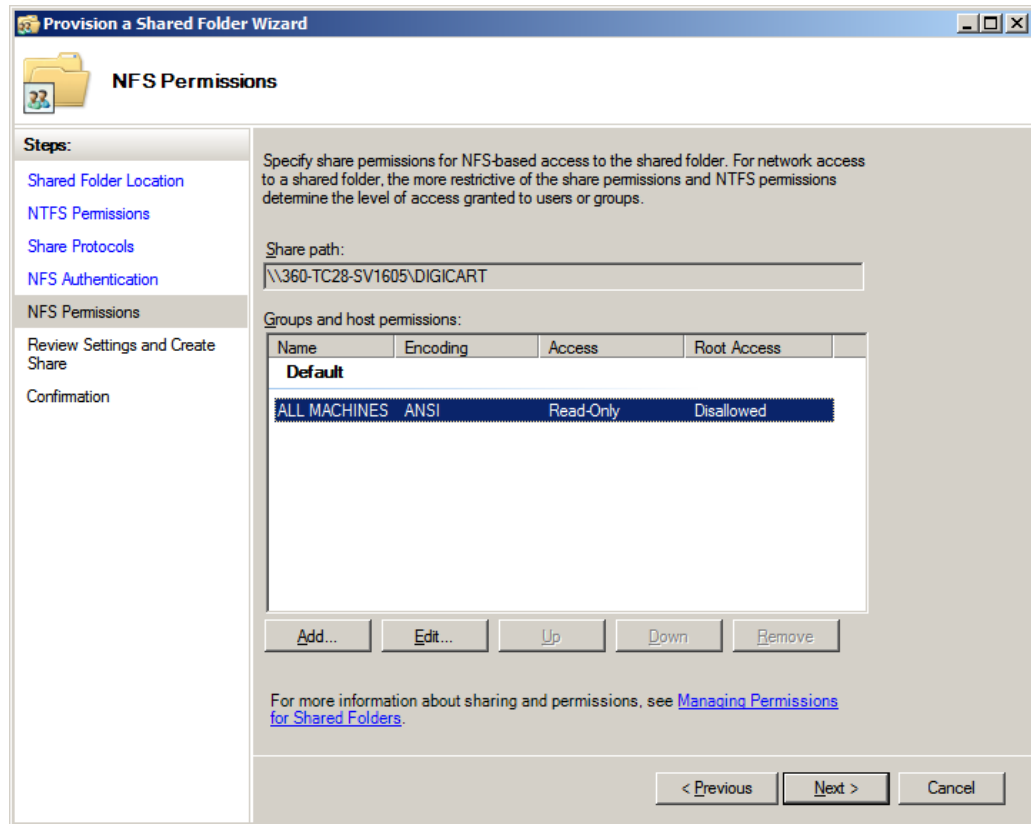 Provision a Shared Folder Wizard
NFS Permissions
Steps:
Shared Folder Location
NTFS Permissions
Share Protocols
NFS Authentication
NFS Permissions
Review Settings and Create
Share
Confirmation
Specify share permissions for NFS-based access to the shared folder. For network access
to a shared folder, the more restrictive of the share permissions and NTFS permissions
determine the level of access granted to users or groups.
Share path:
\\360-TC28-SV1605\DIGICART
Groups and host permissions:
Name Encoding Access Root Access
Default
ALL MACHINES ANSI Read-Only Disallowed
Add... Edit... Up Down Remove
For more information about sharing and permissions, see Managing Permissions
for Shared Folders.
< Previous Next > Cancel